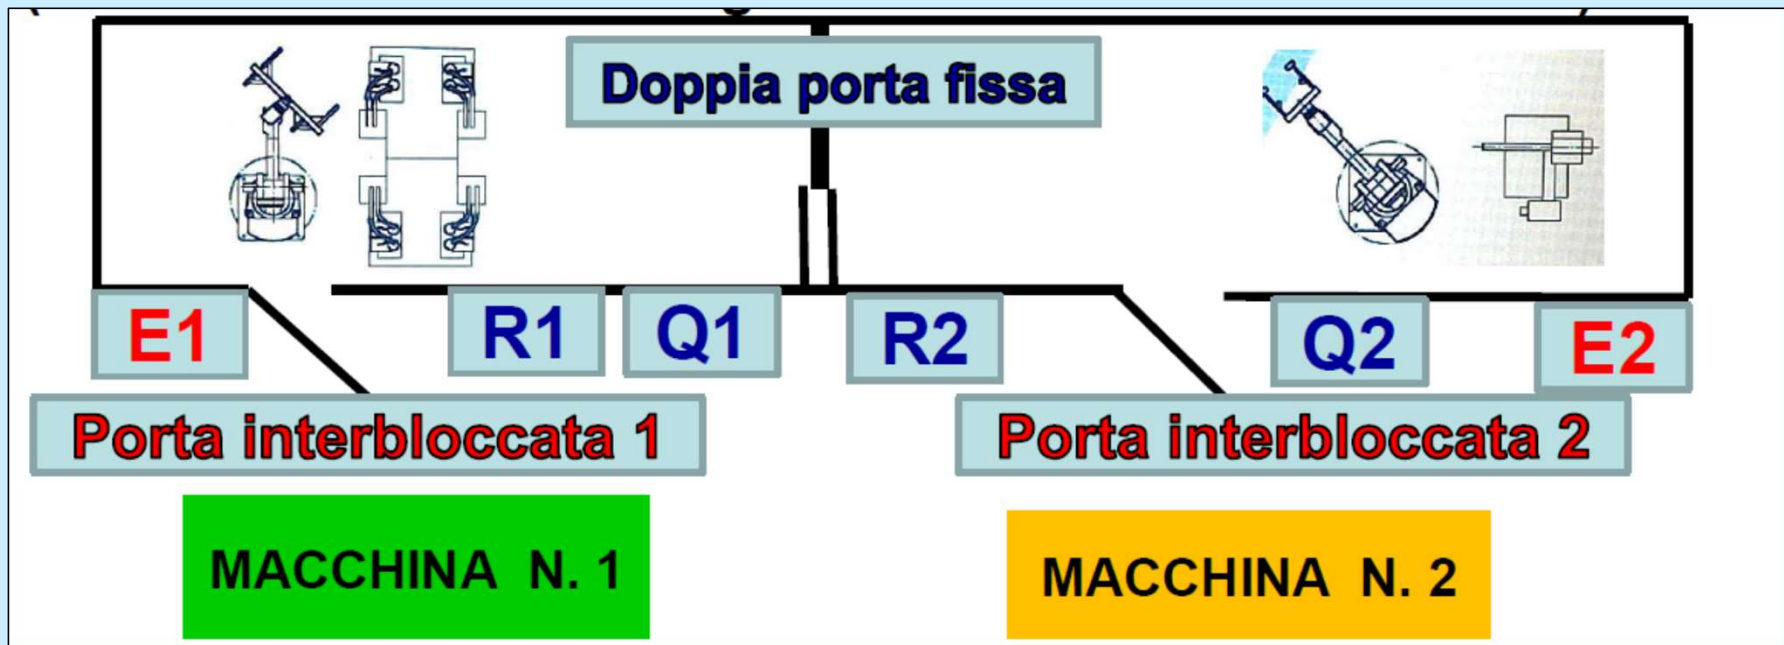 Doppia porta fissa
E1
R1
Q1
R2
Q2
E2
Porta interbloccata 1
Porta interbloccata 2
MACCHINA N. 1
MACCHINA N. 2